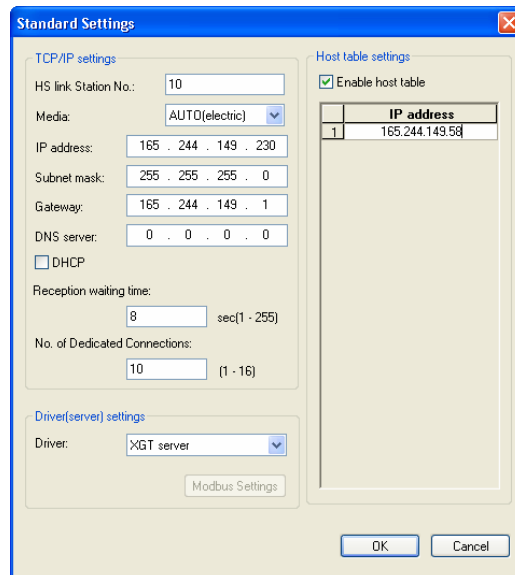 Standard Settings
TCP/IP settings
HS link Station No.: 10
Media: AUTO(electric)
IP address: 165 . 244 . 149 . 230
Subnet mask: 255 . 255 . 255 . 0
Gateway: 165 . 244 . 149 . 1
DNS server: 0 . 0 . 0 . 0
DHCP
Reception waiting time:
8 sec(1 - 255)
No. of Dedicated Connections:
10 (1 - 16)
Driver(server) settings
Driver: XGT server
Modbus Settings
Host table settings
Enable host table
IP address
1 165.244.149.58
OK Cancel